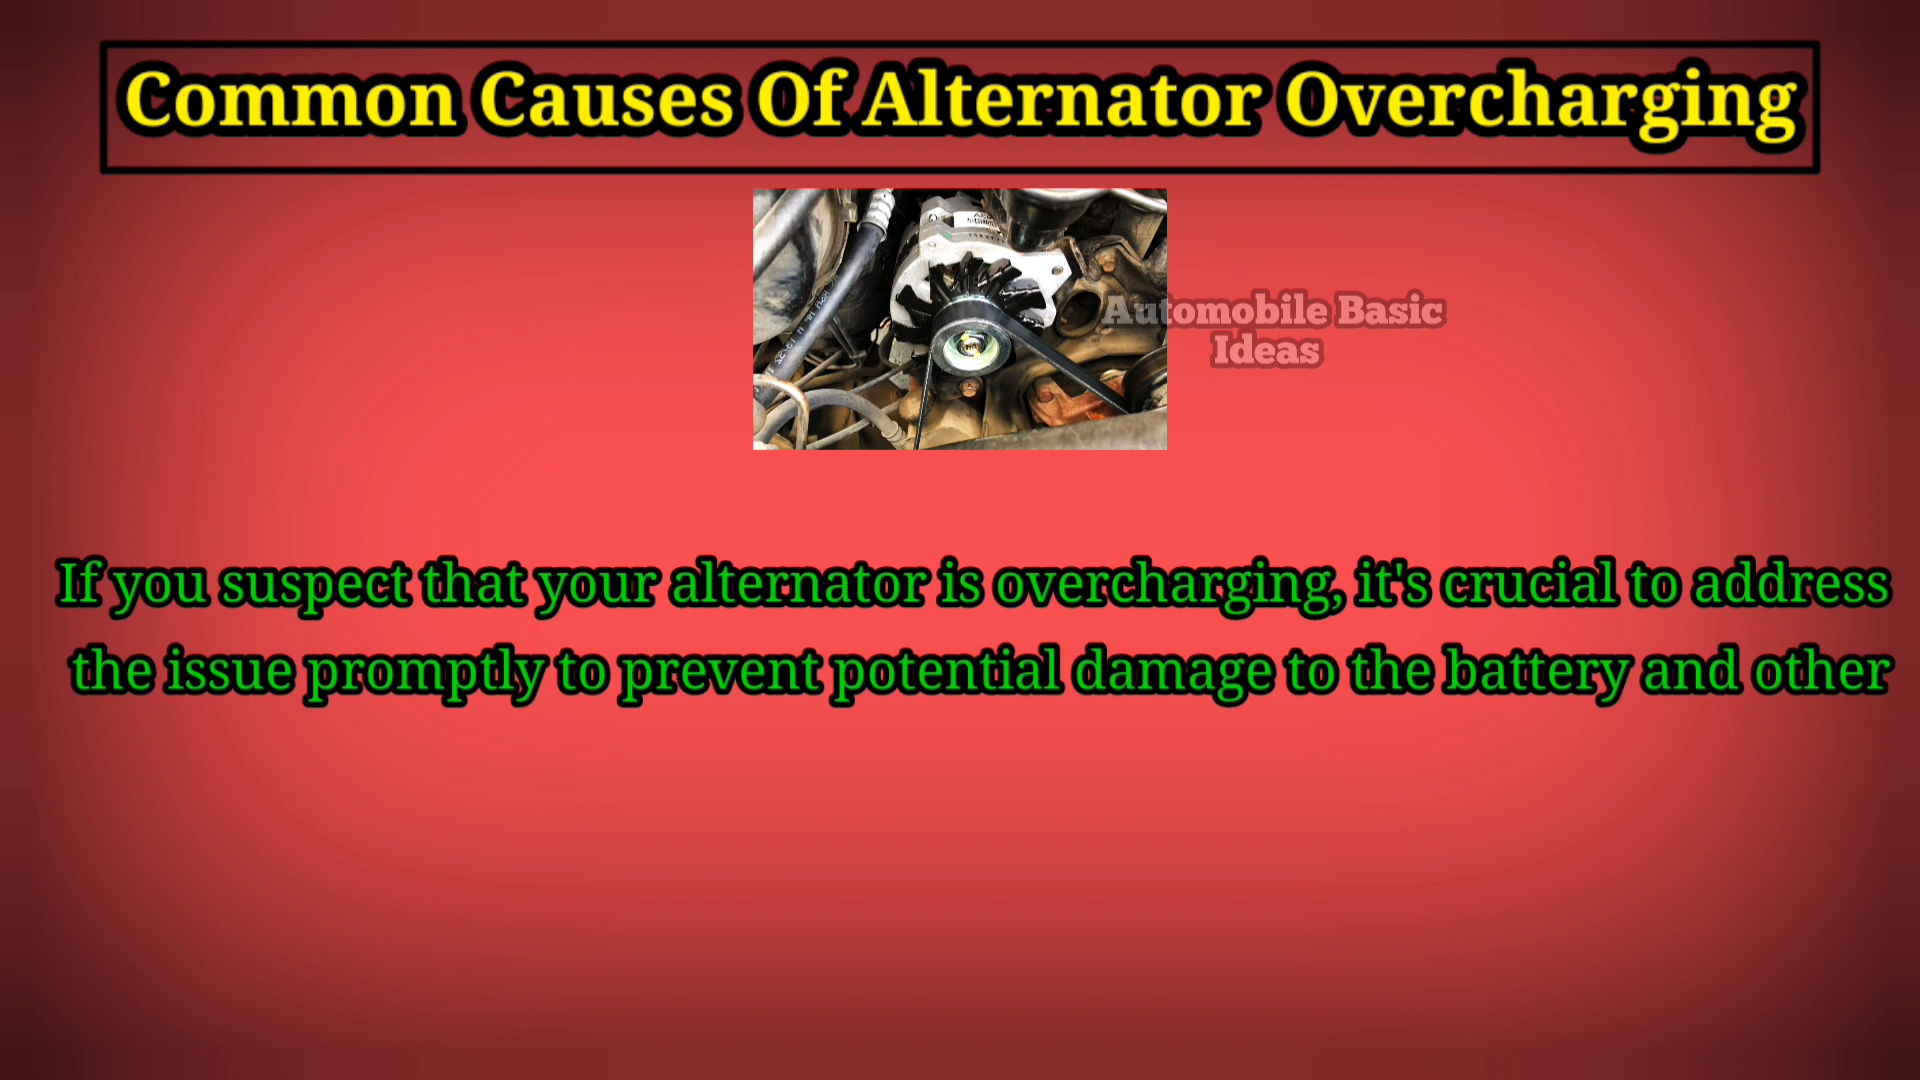 Common Causes Of Alternator Overcharging
Automobile Basic
Ideas
If you suspect that your alternator is overcharging, it's crucial to address
the issue promptly to prevent potential damage to the battery and other